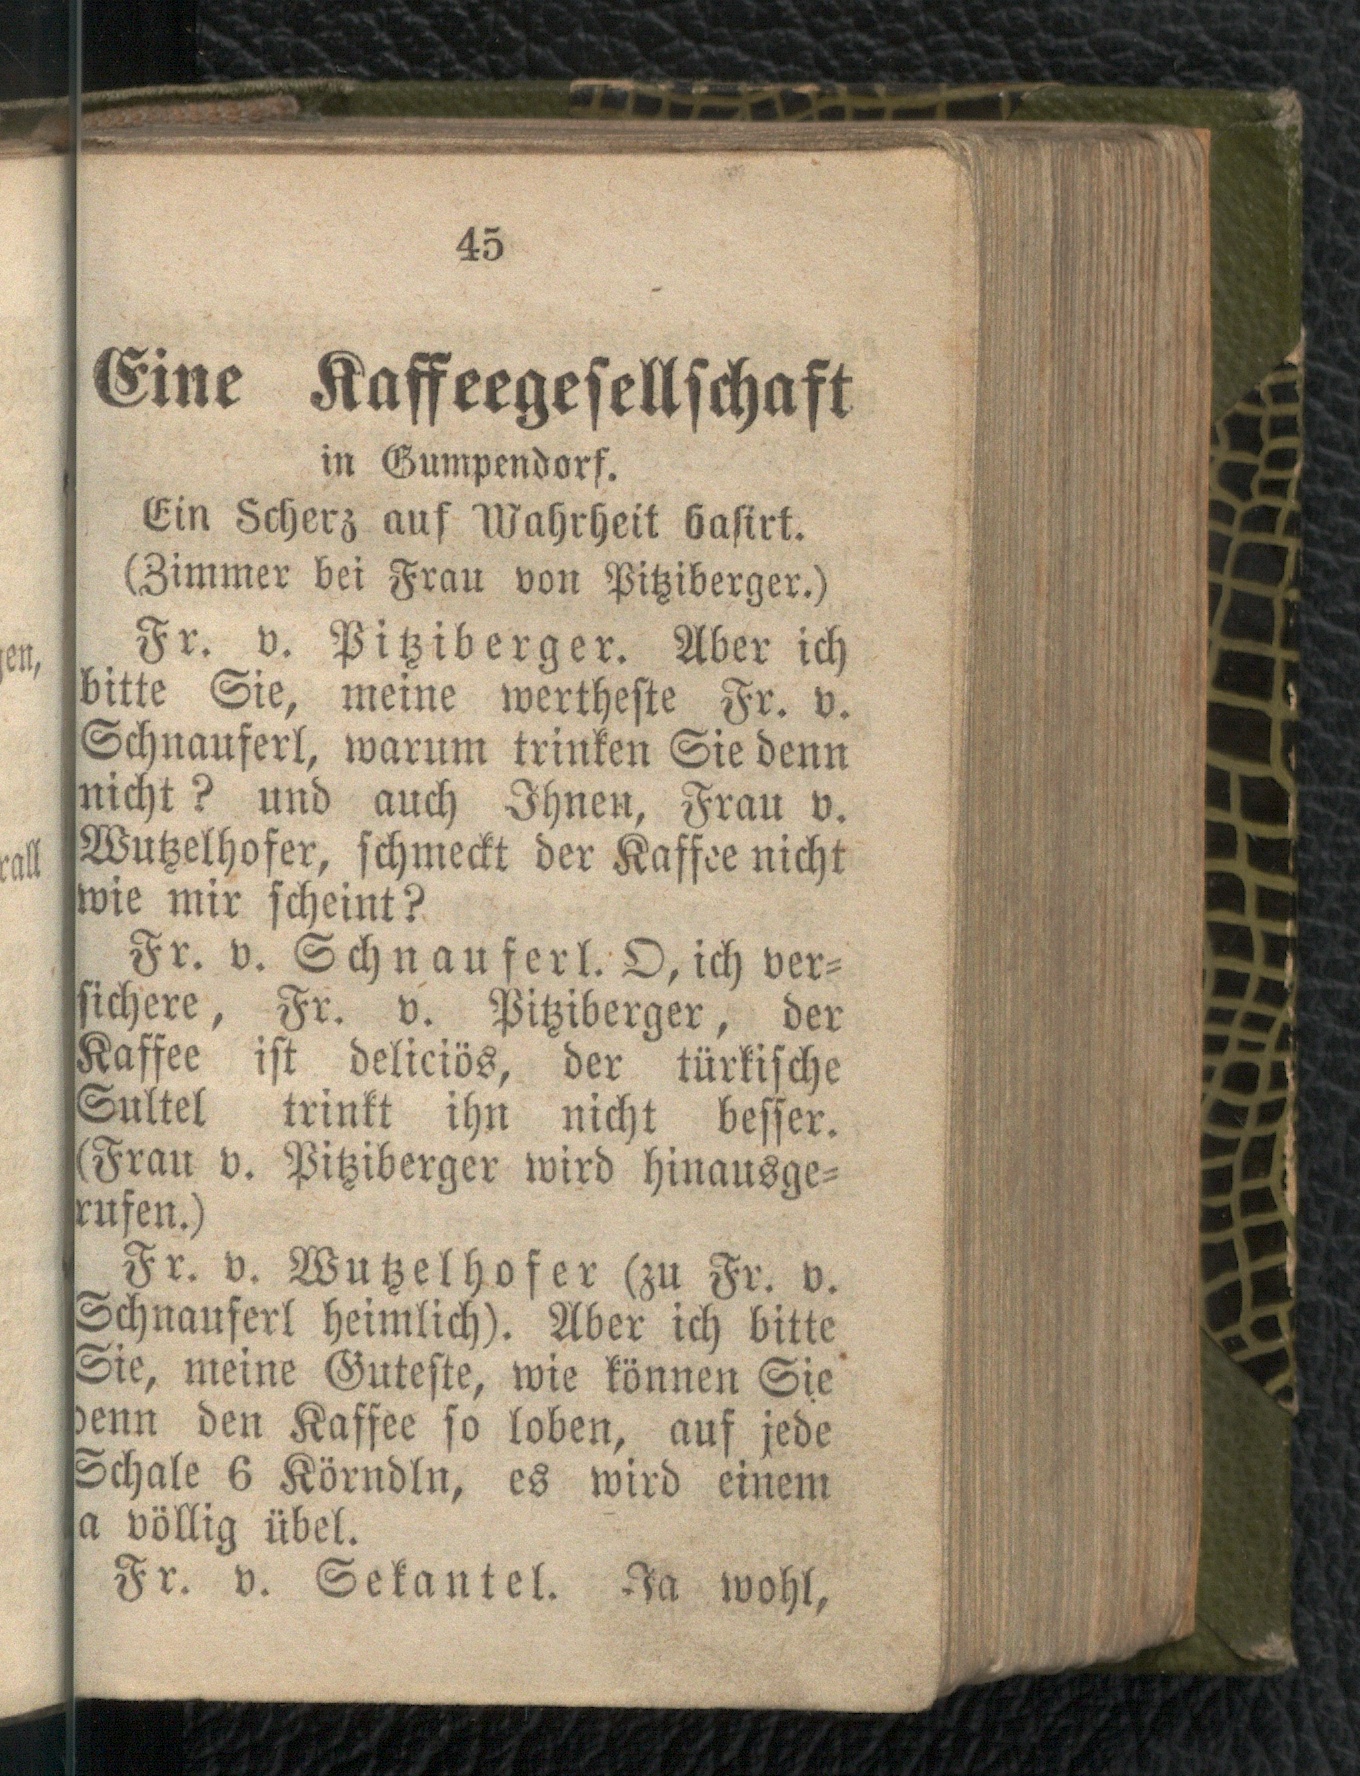 45
Eine Kaffeegesellschaft
in Gumpendorf.
Ein Scherz auf Wahrheit basirt.
(Zimmer bei Frau von Pitziberger.)
Fr. v. Pitziberger. Aber ich
bitte Sie, meine wertheste Fr. v.
Schnauferl, warum trinken Sie denn
nicht? und auch Ihnen, Frau v.
Wutzelhofer, schmeckt der Kaffee nicht
wie mir scheint?
Fr. v. Schnauferl. O, ich ver-
sichere, Fr. v. Pitziberger, der
Kaffee ist deliciös, der türkische
Sultel trinkt ihn nicht besser.
(Frau v. Pitziberger wird hinausge-
rufen.)
Fr. v. Wutzelhofer (zu Fr. v.
Schnauferl heimlich). Aber ich bitte
Sie, meine Guteste, wie können Sie
denn den Kaffee so loben, auf jede
Schale 6 Körndln, es wird einem
a völlig übel.
Fr. v. Sekantel. Ja wohl,